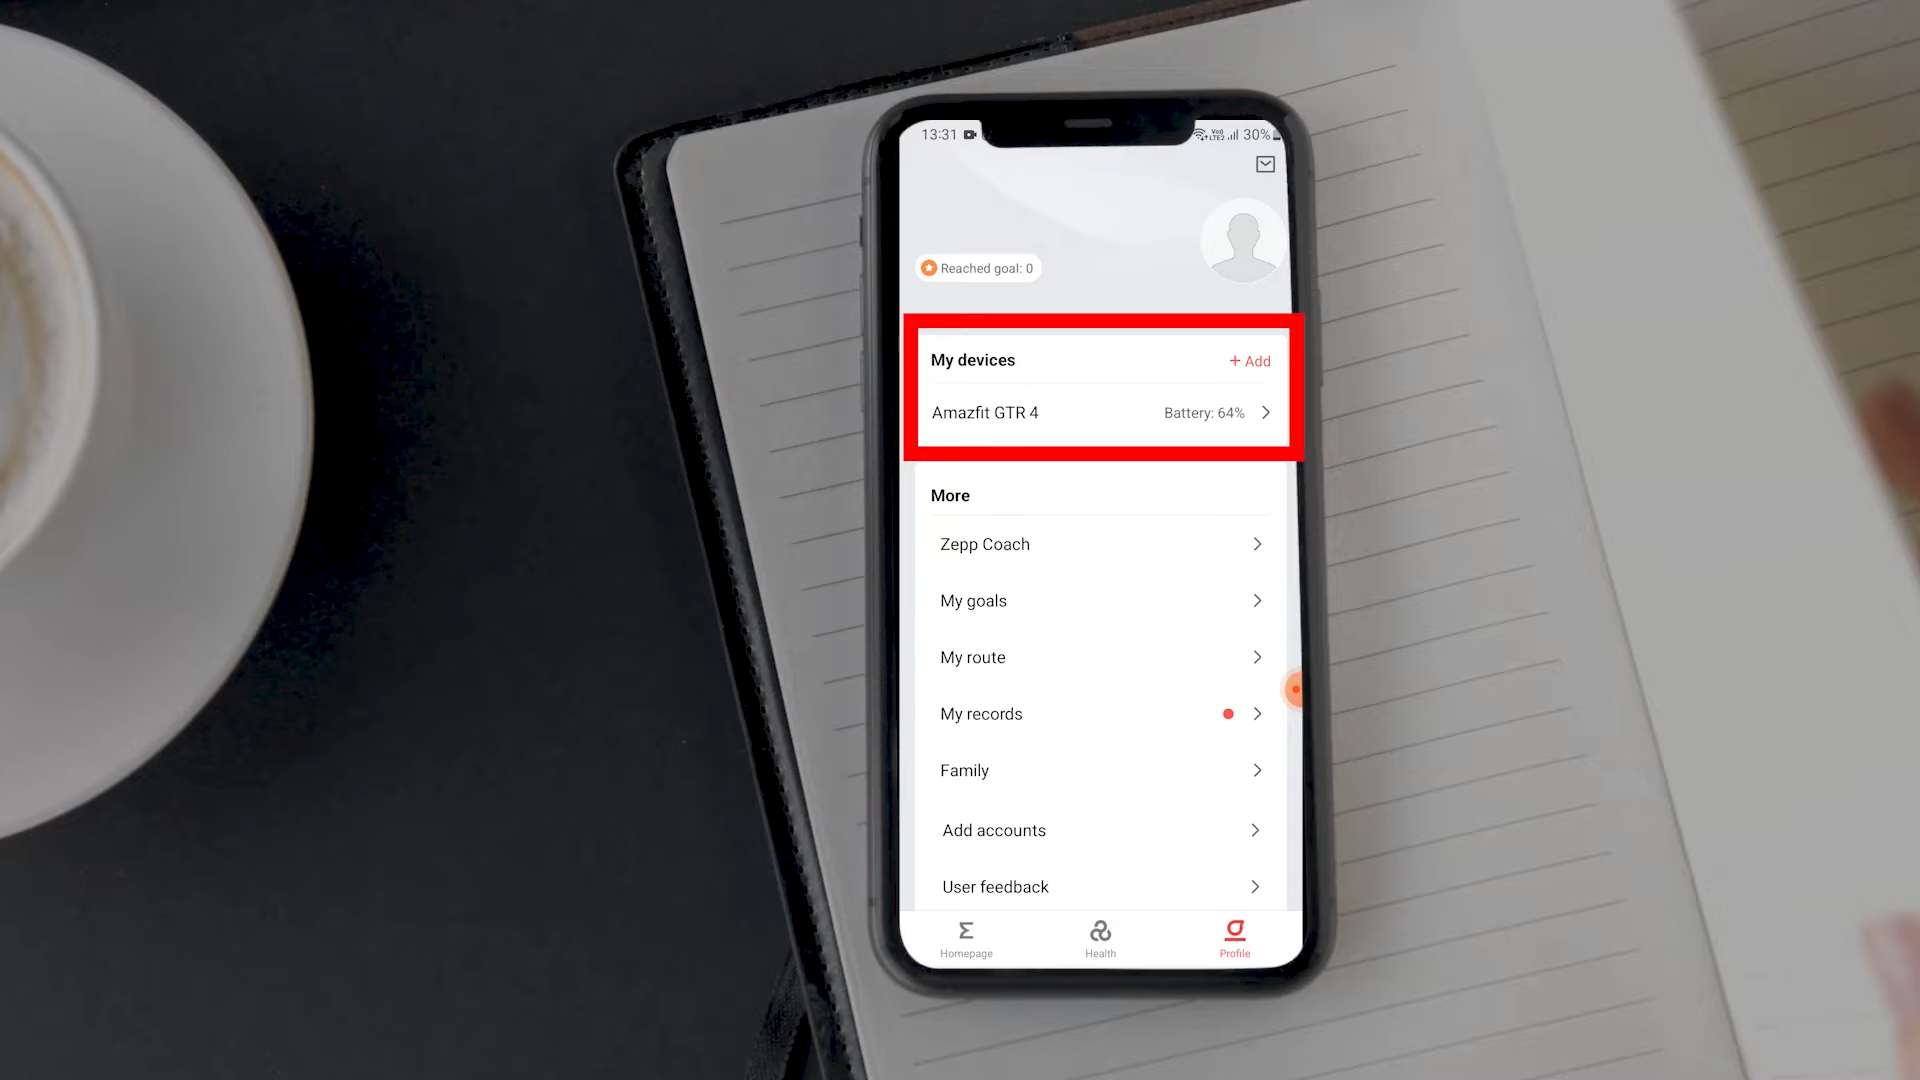 13:31 30%
Reached goal: 0
My devices + Add
Amazfit GTR 4 Battery: 64%
More
Zepp Coach
My goals
My route
My records
Family
Add accounts
User feedback
Homepage Health Profile